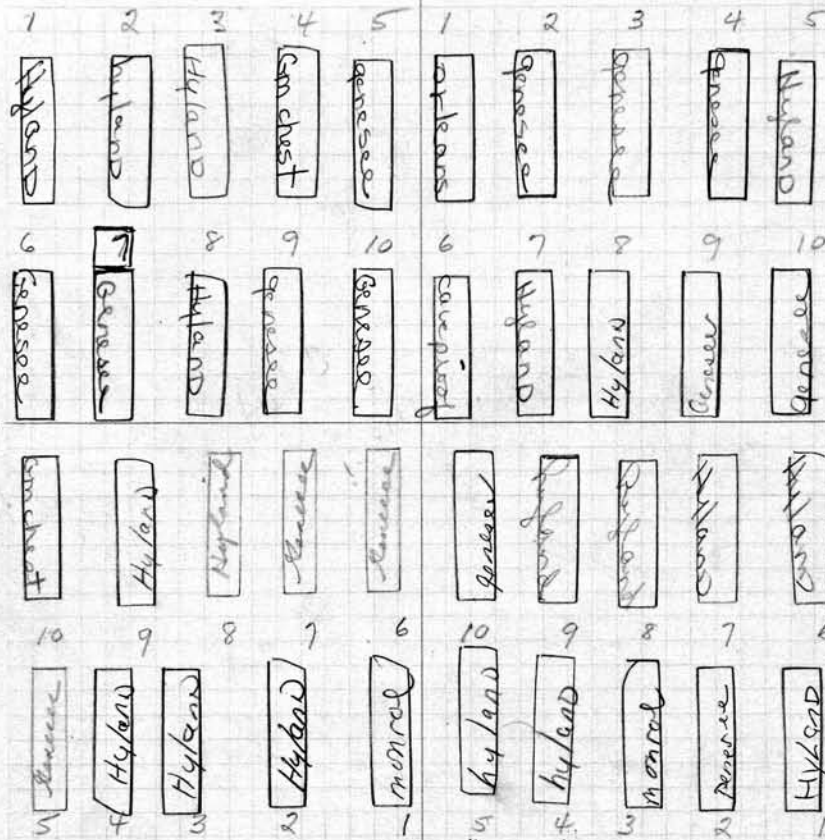 1 2 3 4 5 1 2 3 4 5
Hyland hyland Hyland Gm chest genesee orleans genesee genesee genesee Hyland
6 7 8 9 10 6 7 8 9 10
Genesee Genesee Hyland genesee Genesee Hyland Hyland Genesee genesee
Gm chest Hyland Hyland Genesee Genesee genesee Hyland Hyland
10 9 8 7 6 10 9 8 7
Genesee Hyland Hyland Hyland monroe hyland hyland monroe Genesee Hyland
5 4 3 2 1 5 4 3 2 1